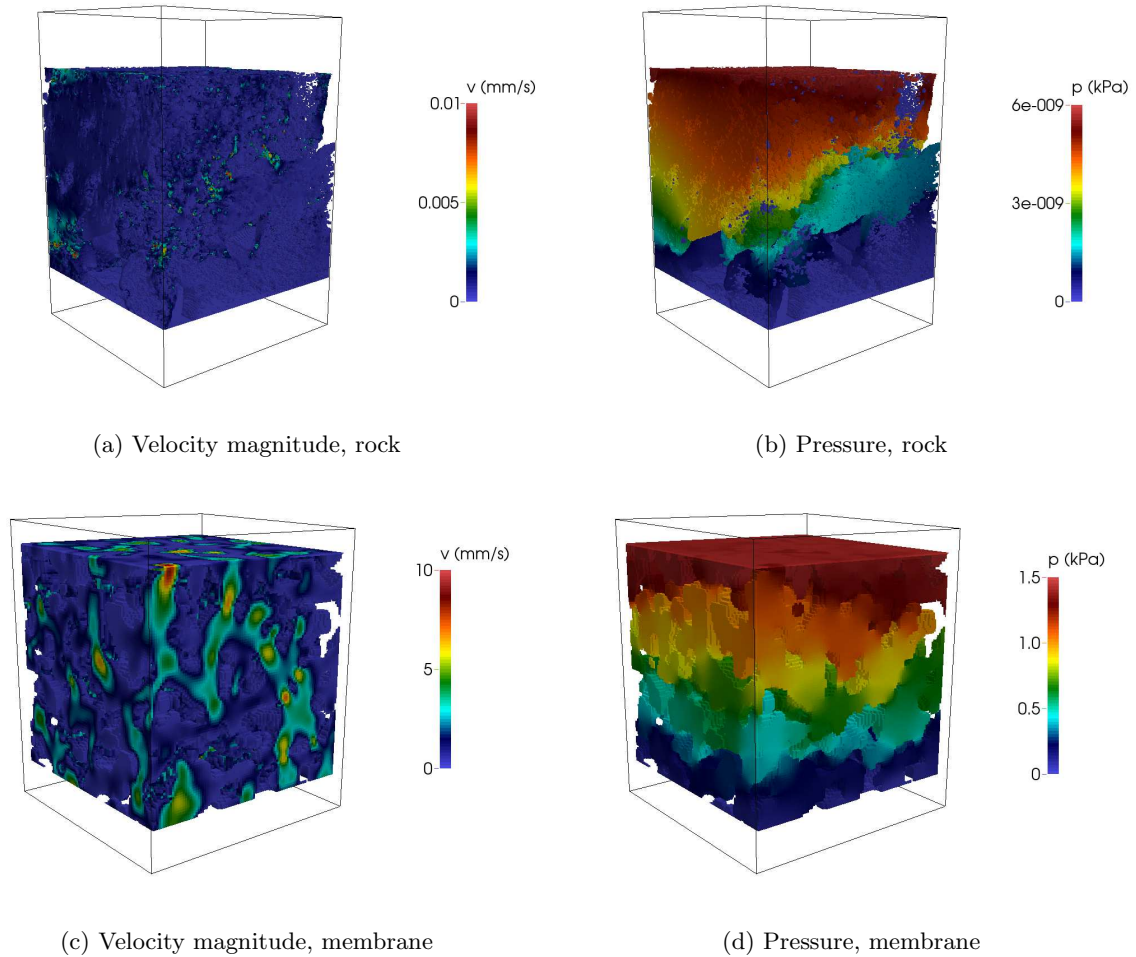 v (mm/s)
0.01
0.005
0
p (kPa)
6e-009
3e-009
0
(a) Velocity magnitude, rock
(b) Pressure, rock
v (mm/s)
10
5
0
p (kPa)
1.5
1.0
0.5
0
(c) Velocity magnitude, membrane
(d) Pressure, membrane